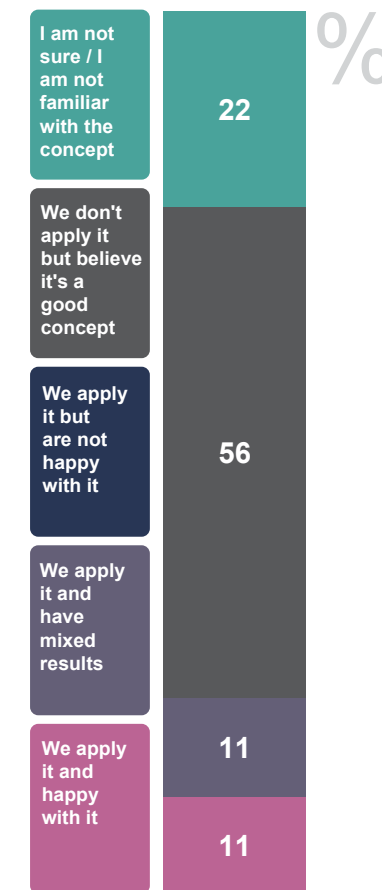 I am not
sure / I
am not
familiar
with the
concept
22
%
We don't
apply it
but believe
it's a
good
concept
56
We apply
it but
are not
happy
with it
We apply
it and
have
mixed
results
11
We apply
it and
happy
with it
11